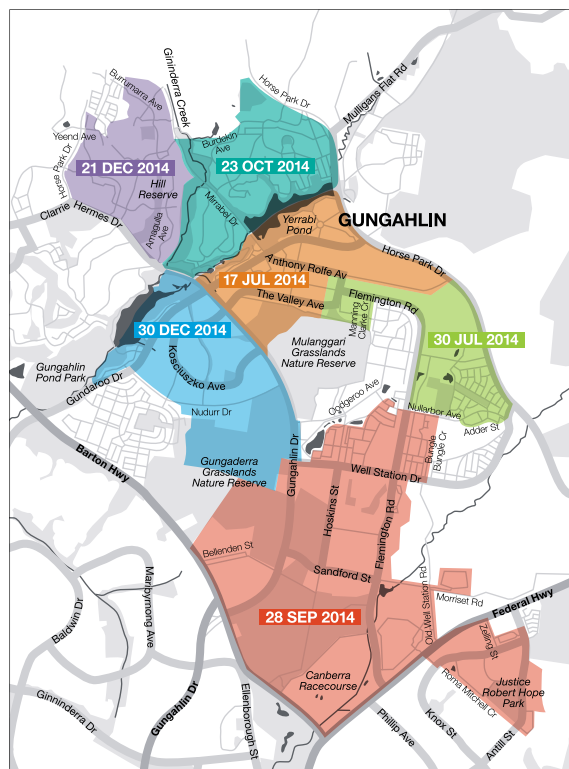 Gininderra Creek
Burrumarra Ave
Horse Park Dr
Mulligans Flat Rd
Yeend Ave
Burdekin
Ave
21 DEC 2014
23 OCT 2014
Horse Park Dr
Hill
Reserve
Mirrabei Dr
Clarrie
Hermes Dr
Amagula
Ave
Yerrabi
Pond
GUNGAHLIN
Horse Park Dr
Anthony Rolfe Av
17 JUL 2014
The Valley Ave
Flemington Rd
Manning
Clarke Cr
30 DEC 2014
30 JUL 2014
Mulanggari
Grasslands
Nature Reserve
Kosciuszko Ave
Gungahlin
Pond Park
Gundaroo Dr
Nudurr Dr
Oodgeroo Ave
Nullarbor Ave
Adder St
Bungle
Bungle Cr
Barton Hwy
Gungaderra
Grasslands
Nature Reserve
Gungahlin Dr
Well Station Dr
Hoskins St
Flemington Rd
Bellenden St
Sandford St
Old Well Station Rd
Morriset Rd
Federal Hwy
Baldwin Dr
Maribyrnong Ave
28 SEP 2014
Zelling St
Canberra
Racecourse
Roma Mitchell Cr
Justice
Robert Hope
Park
Ginninderra Dr
Gungahlin Dr
Ellenborough St
Phillip Ave
Knox St
Antill St